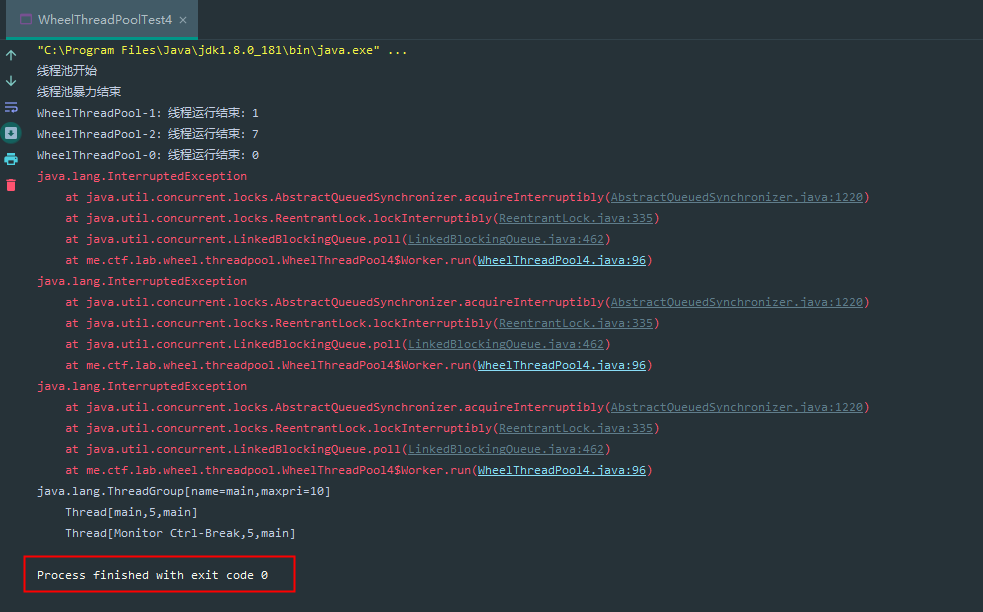 WheelThreadPoolTest4 ×
"C:\Program Files\Java\jdk1.8.0_181\bin\java.exe" ...
线程池开始
线程池暴力结束
WheelThreadPool-1: 线程运行结束: 1
WheelThreadPool-2: 线程运行结束: 7
WheelThreadPool-0: 线程运行结束: 0
java.lang.InterruptedException
    at java.util.concurrent.locks.AbstractQueuedSynchronizer.acquireInterruptibly(AbstractQueuedSynchronizer.java:1220)
    at java.util.concurrent.locks.ReentrantLock.lockInterruptibly(ReentrantLock.java:335)
    at java.util.concurrent.LinkedBlockingQueue.poll(LinkedBlockingQueue.java:462)
    at me.ctf.lab.wheel.threadpool.WheelThreadPool4$Worker.run(WheelThreadPool4.java:96)
java.lang.InterruptedException
    at java.util.concurrent.locks.AbstractQueuedSynchronizer.acquireInterruptibly(AbstractQueuedSynchronizer.java:1220)
    at java.util.concurrent.locks.ReentrantLock.lockInterruptibly(ReentrantLock.java:335)
    at java.util.concurrent.LinkedBlockingQueue.poll(LinkedBlockingQueue.java:462)
    at me.ctf.lab.wheel.threadpool.WheelThreadPool4$Worker.run(WheelThreadPool4.java:96)
java.lang.InterruptedException
    at java.util.concurrent.locks.AbstractQueuedSynchronizer.acquireInterruptibly(AbstractQueuedSynchronizer.java:1220)
    at java.util.concurrent.locks.ReentrantLock.lockInterruptibly(ReentrantLock.java:335)
    at java.util.concurrent.LinkedBlockingQueue.poll(LinkedBlockingQueue.java:462)
    at me.ctf.lab.wheel.threadpool.WheelThreadPool4$Worker.run(WheelThreadPool4.java:96)
java.lang.ThreadGroup[name=main,maxpri=10]
    Thread[main,5,main]
    Thread[Monitor Ctrl-Break,5,main]
Process finished with exit code 0